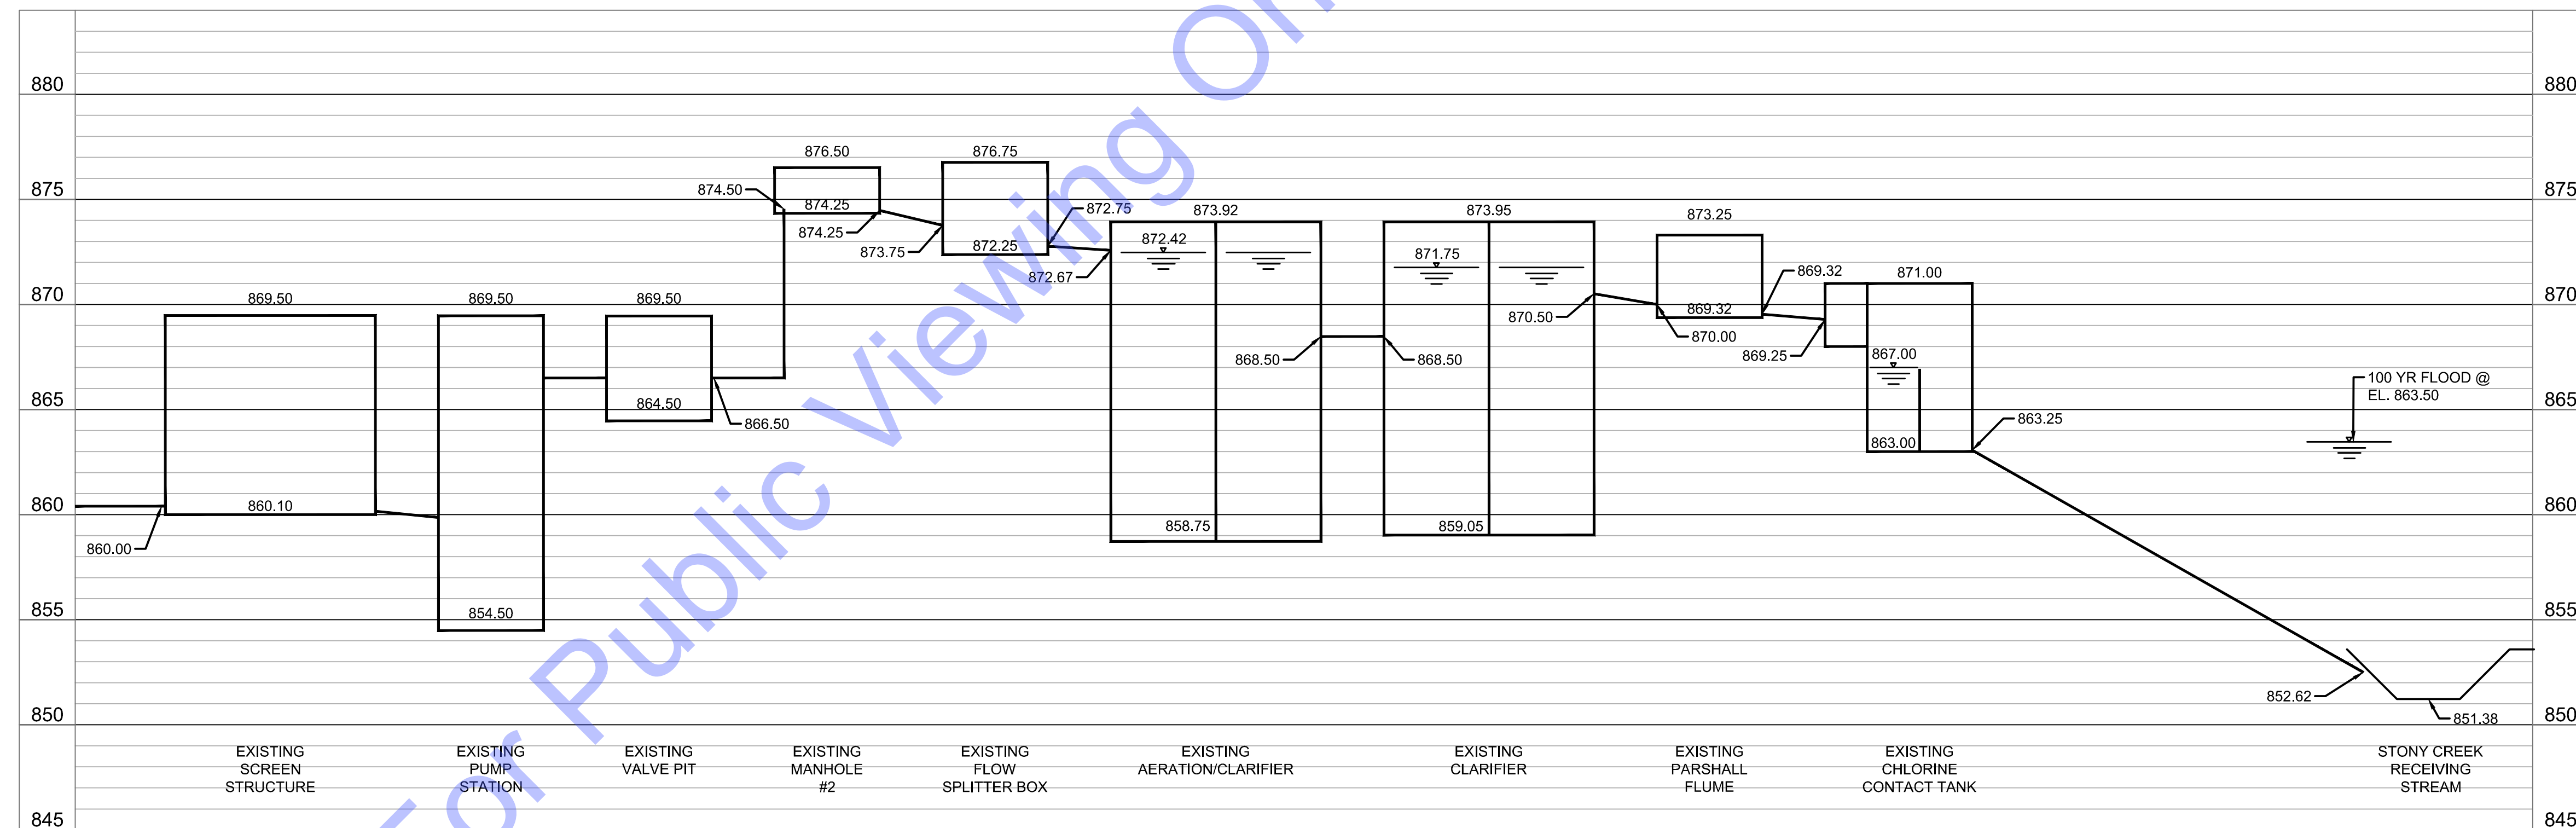 880
880
875
875
870
870
865
865
860
860
855
855
850
850
845
845
869.50
860.10
860.00
869.50
854.50
869.50
864.50
866.50
876.50
874.50
874.25
874.25
876.75
873.75
872.25
872.75
872.67
873.92
872.42
858.75
868.50
873.95
871.75
859.05
868.50
870.50
873.25
869.32
870.00
869.32
869.25
871.00
867.00
863.00
863.25
100 YR FLOOD @
EL. 863.50
852.62
851.38
EXISTING
SCREEN
STRUCTURE
EXISTING
PUMP
STATION
EXISTING
VALVE PIT
EXISTING
MANHOLE
#2
EXISTING
FLOW
SPLITTER BOX
EXISTING
AERATION/CLARIFIER
EXISTING
CLARIFIER
EXISTING
PARSHALL
FLUME
EXISTING
CHLORINE
CONTACT TANK
STONY CREEK
RECEIVING
STREAM
For Public Viewing